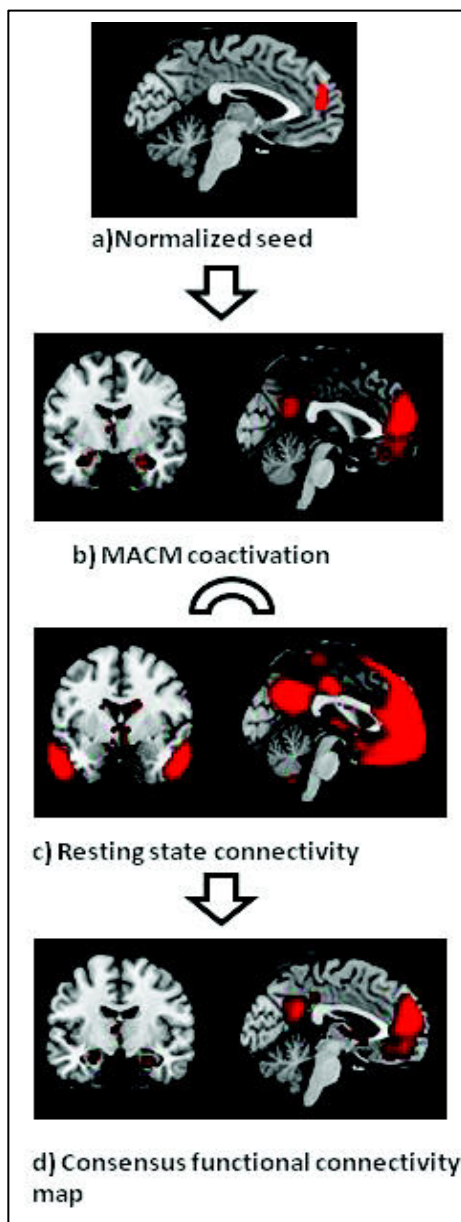 a)Normalized seed
b) MACM coactivation
c) Resting state connectivity
d) Consensus functional connectivity
map